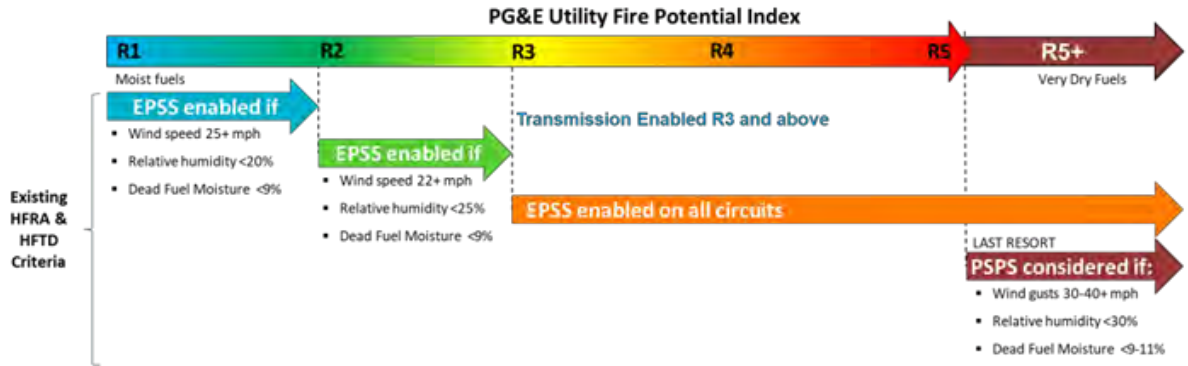 PG&E Utility Fire Potential Index
R1 R2 R3 R4 R5 R5+
Moist fuels
Very Dry Fuels
EPSS enabled if
▪ Wind speed 25+ mph
▪ Relative humidity <20%
▪ Dead Fuel Moisture <9%
Transmission Enabled R3 and above
EPSS enabled if
▪ Wind speed 22+ mph
▪ Relative humidity <25%
▪ Dead Fuel Moisture <9%
Existing
HFRA &
HFTD
Criteria
EPSS enabled on all circuits
LAST RESORT
PSPS considered if:
▪ Wind gusts 30-40+ mph
▪ Relative humidity <30%
▪ Dead Fuel Moisture <9-11%